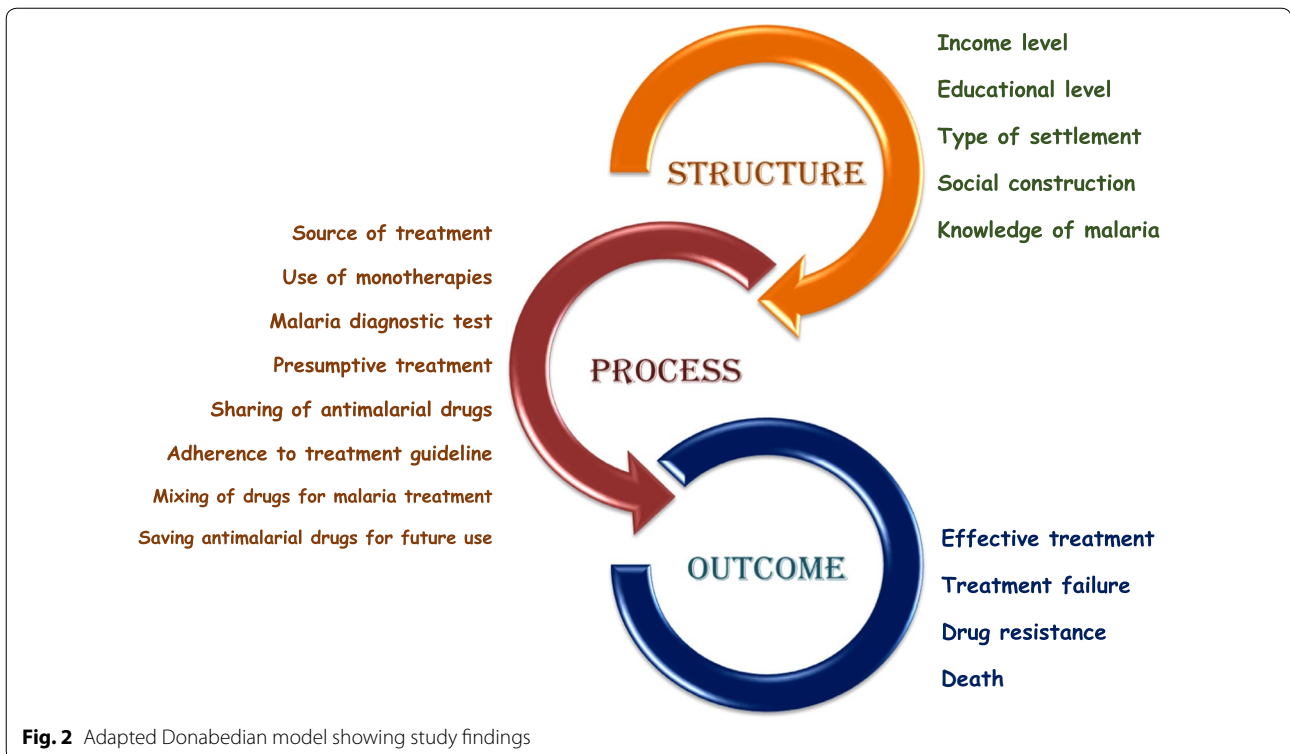 STRUCTURE
Income level
Educational level
Type of settlement
Social construction
Knowledge of malaria
PROCESS
Source of treatment
Use of monotherapies
Malaria diagnostic test
Presumptive treatment
Sharing of antimalarial drugs
Adherence to treatment guideline
Mixing of drugs for malaria treatment
Saving antimalarial drugs for future use
OUTCOME
Effective treatment
Treatment failure
Drug resistance
Death
Fig. 2 Adapted Donabedian model showing study findings